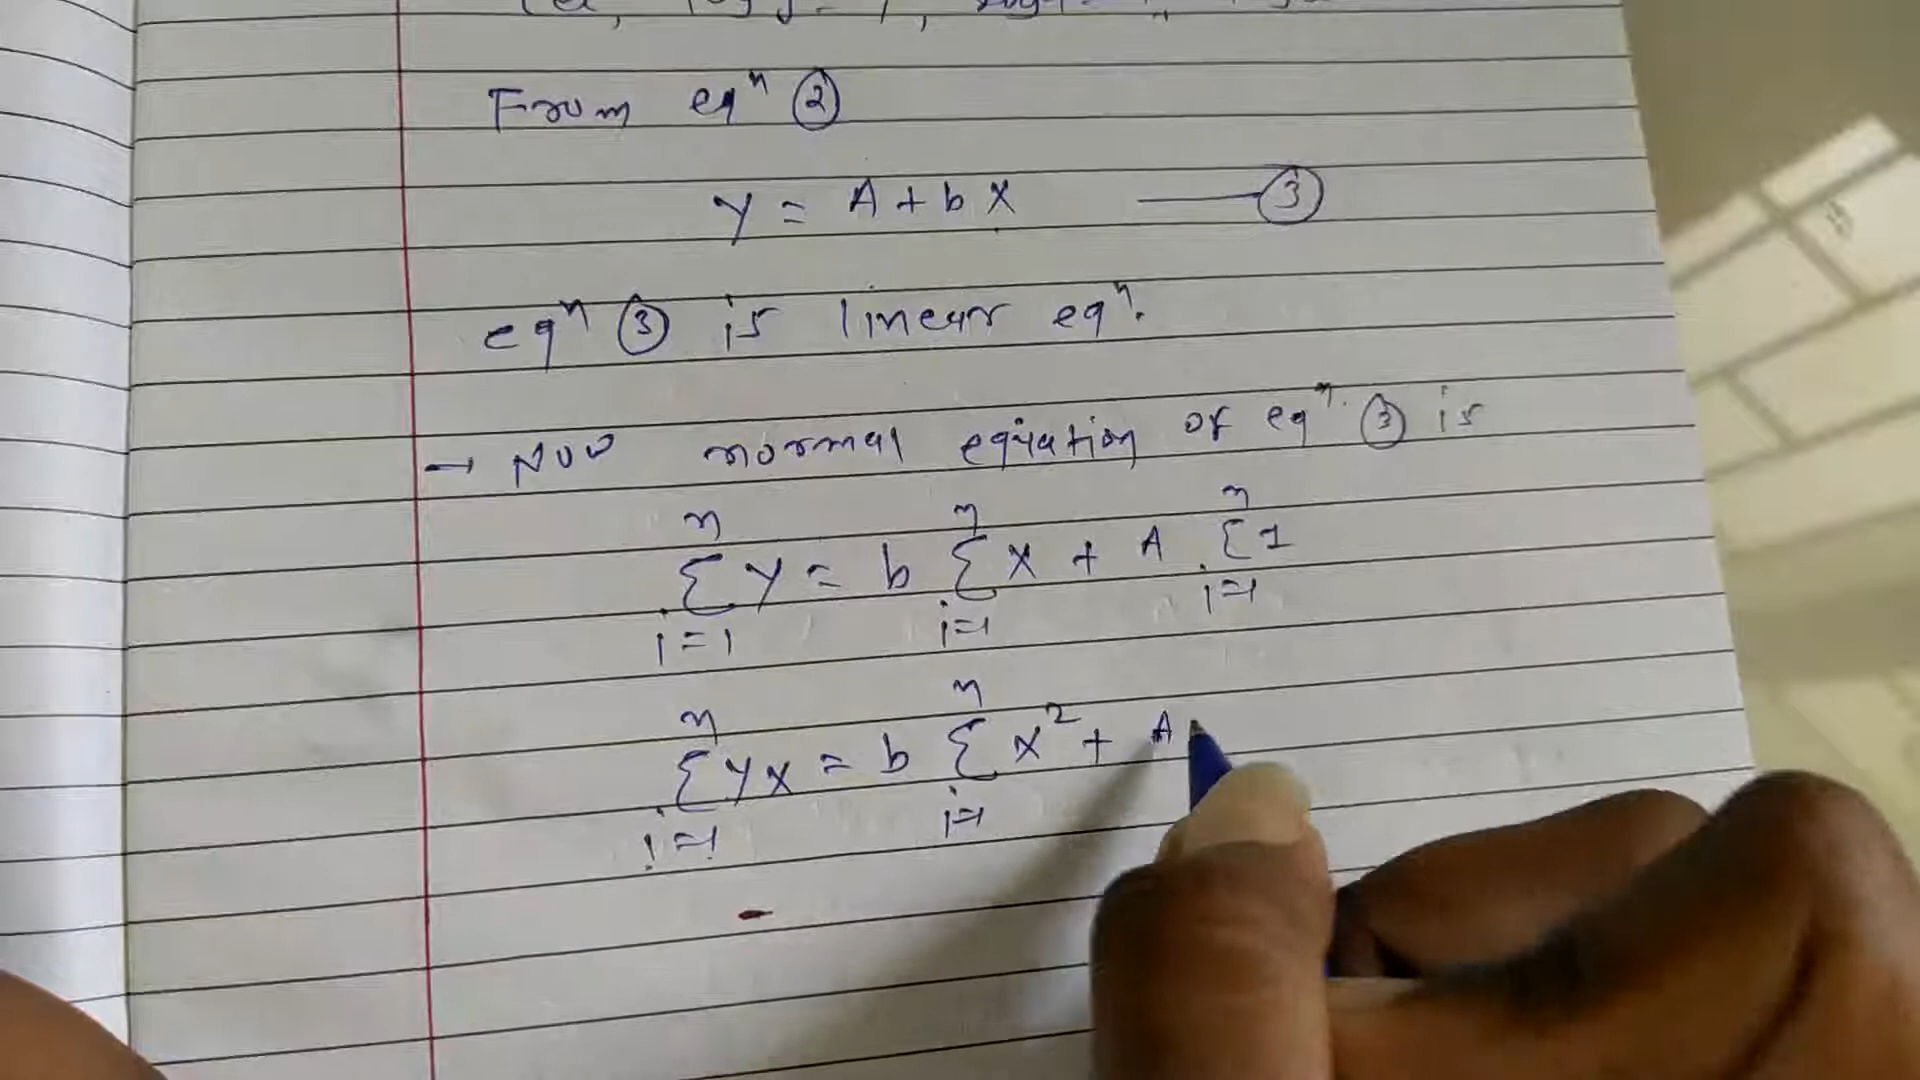 From eqⁿ ②
Y = A + b X —— ③
eqⁿ ③ is linear eqⁿ.
→ Now normal equation of eqⁿ. ③ is
n n n
Σ Y = b Σ X + A Σ 1
i=1 i=1 i=1
n n
Σ Y X = b Σ X² + A
i=1 i=1